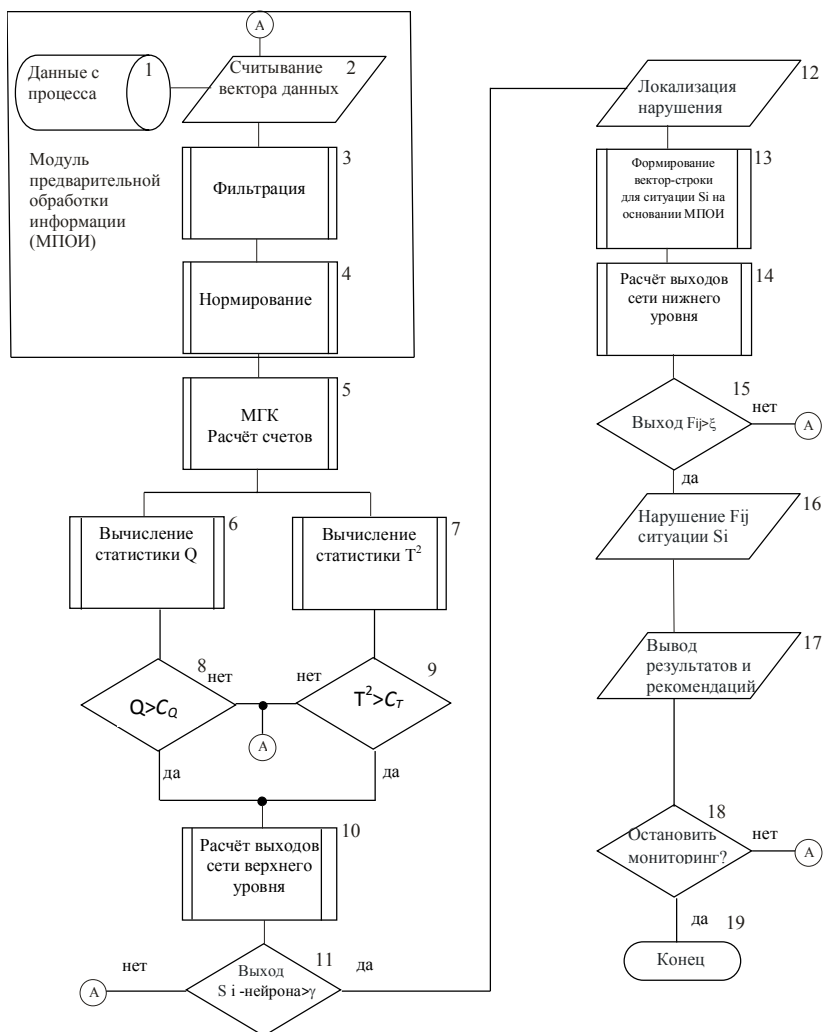 A
Данные с
процесса
1
Считывание
вектора данных
2
Модуль
предварительной
обработки
информации
(МПОИ)
Фильтрация
3
Нормирование
4
МГК
Расчёт счетов
5
Вычисление
статистики Q
6
Вычисление
статистики T²
7
Q>C_Q
8
нет
да
T²>C_T
9
нет
да
A
Расчёт выходов
сети верхнего
уровня
10
Выход
S i -нейрона>γ
11
нет
да
A
Локализация
нарушения
12
Формирование
вектор-строки
для ситуации Si на
основании МПОИ
13
Расчёт выходов
сети нижнего
уровня
14
Выход Fij>ξ
15
нет
A
да
Нарушение Fij
ситуации Si
16
Вывод
результатов и
рекомендаций
17
Остановить
мониторинг?
18
нет
A
да
19
Конец